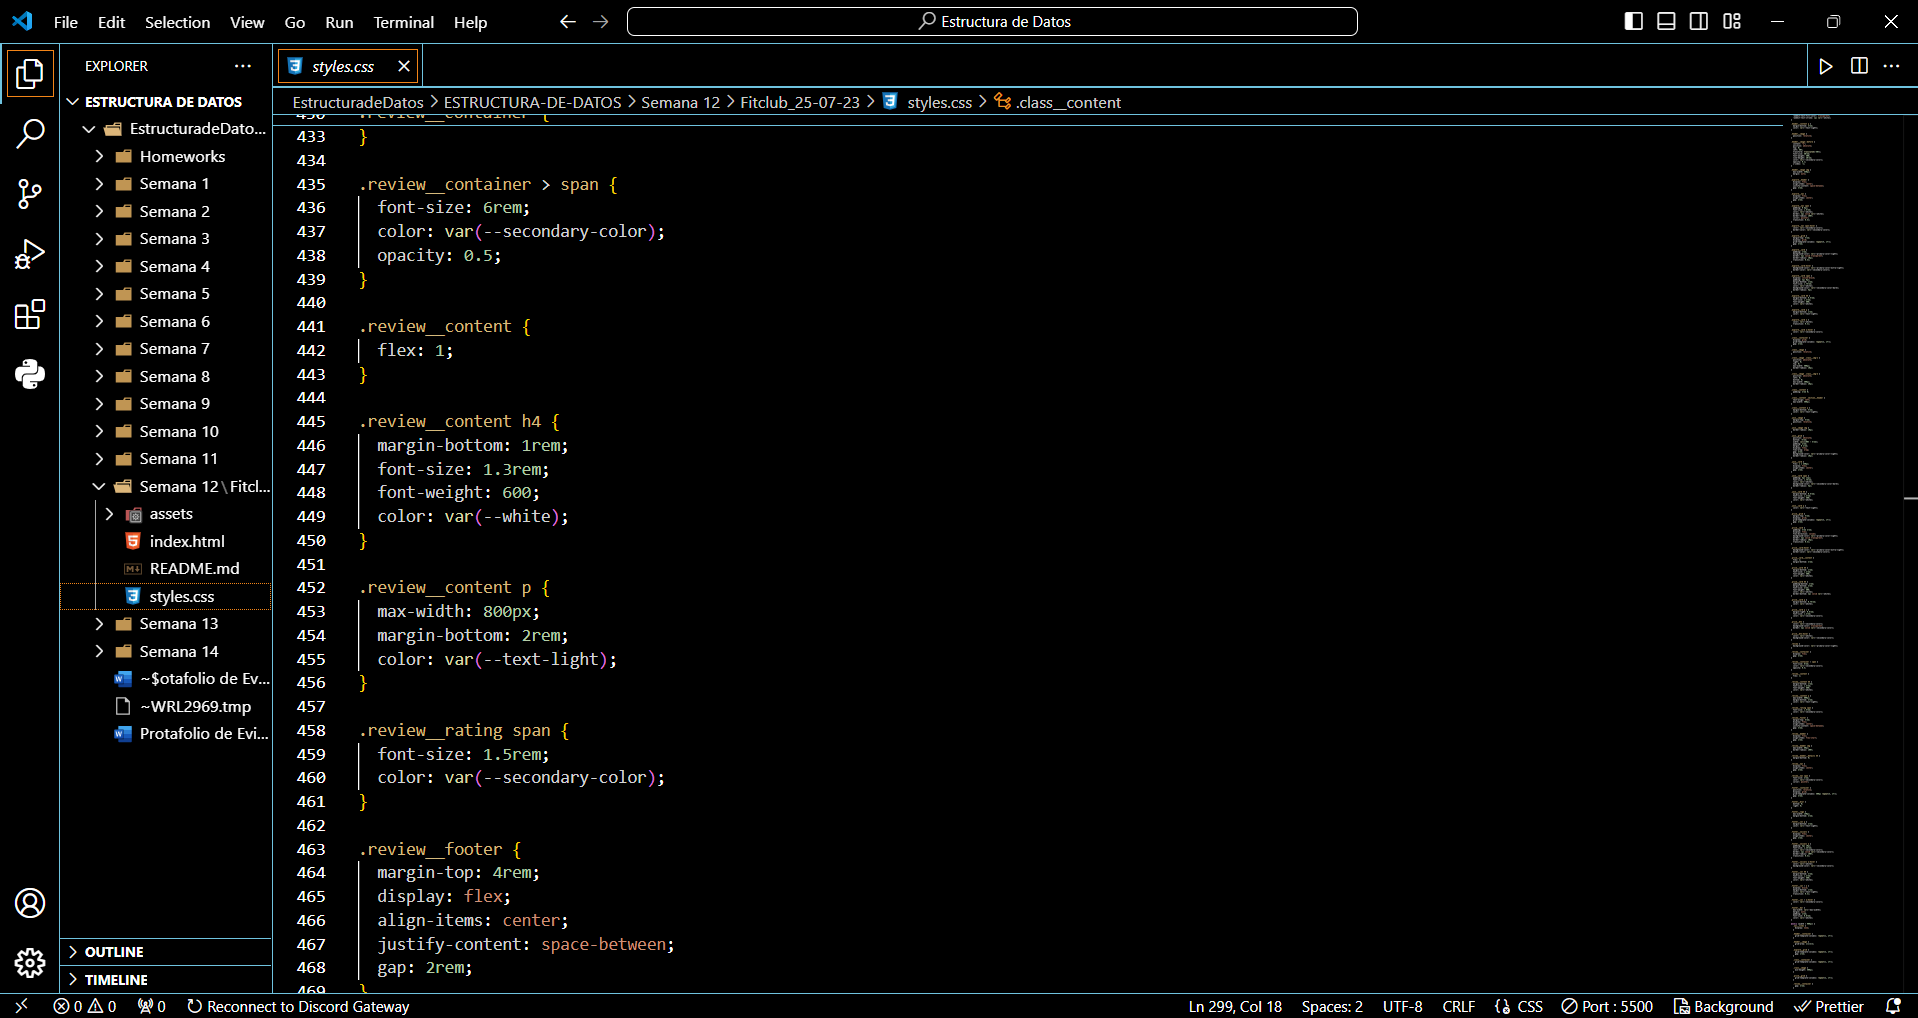 File Edit Selection View Go Run Terminal Help
Estructura de Datos
EXPLORER
ESTRUCTURA DE DATOS
EstructuradeDato...
Homeworks
Semana 1
Semana 2
Semana 3
Semana 4
Semana 5
Semana 6
Semana 7
Semana 8
Semana 9
Semana 10
Semana 11
Semana 12\Fitcl...
assets
index.html
README.md
styles.css
Semana 13
Semana 14
~$otafolio de Ev...
~WRL2969.tmp
Protafolio de Evi...
OUTLINE
TIMELINE
styles.css
EstructuradeDatos > ESTRUCTURA-DE-DATOS > Semana 12 > Fitclub_25-07-23 > styles.css > .class__content
430 .review__container {
433 }
434
435 .review__container > span {
436 font-size: 6rem;
437 color: var(--secondary-color);
438 opacity: 0.5;
439 }
440
441 .review__content {
442 flex: 1;
443 }
444
445 .review__content h4 {
446 margin-bottom: 1rem;
447 font-size: 1.3rem;
448 font-weight: 600;
449 color: var(--white);
450 }
451
452 .review__content p {
453 max-width: 800px;
454 margin-bottom: 2rem;
455 color: var(--text-light);
456 }
457
458 .review__rating span {
459 font-size: 1.5rem;
460 color: var(--secondary-color);
461 }
462
463 .review__footer {
464 margin-top: 4rem;
465 display: flex;
466 align-items: center;
467 justify-content: space-between;
468 gap: 2rem;
469 }
0 0 0 Reconnect to Discord Gateway
Ln 299, Col 18 Spaces: 2 UTF-8 CRLF {} CSS Port : 5500 Background Prettier